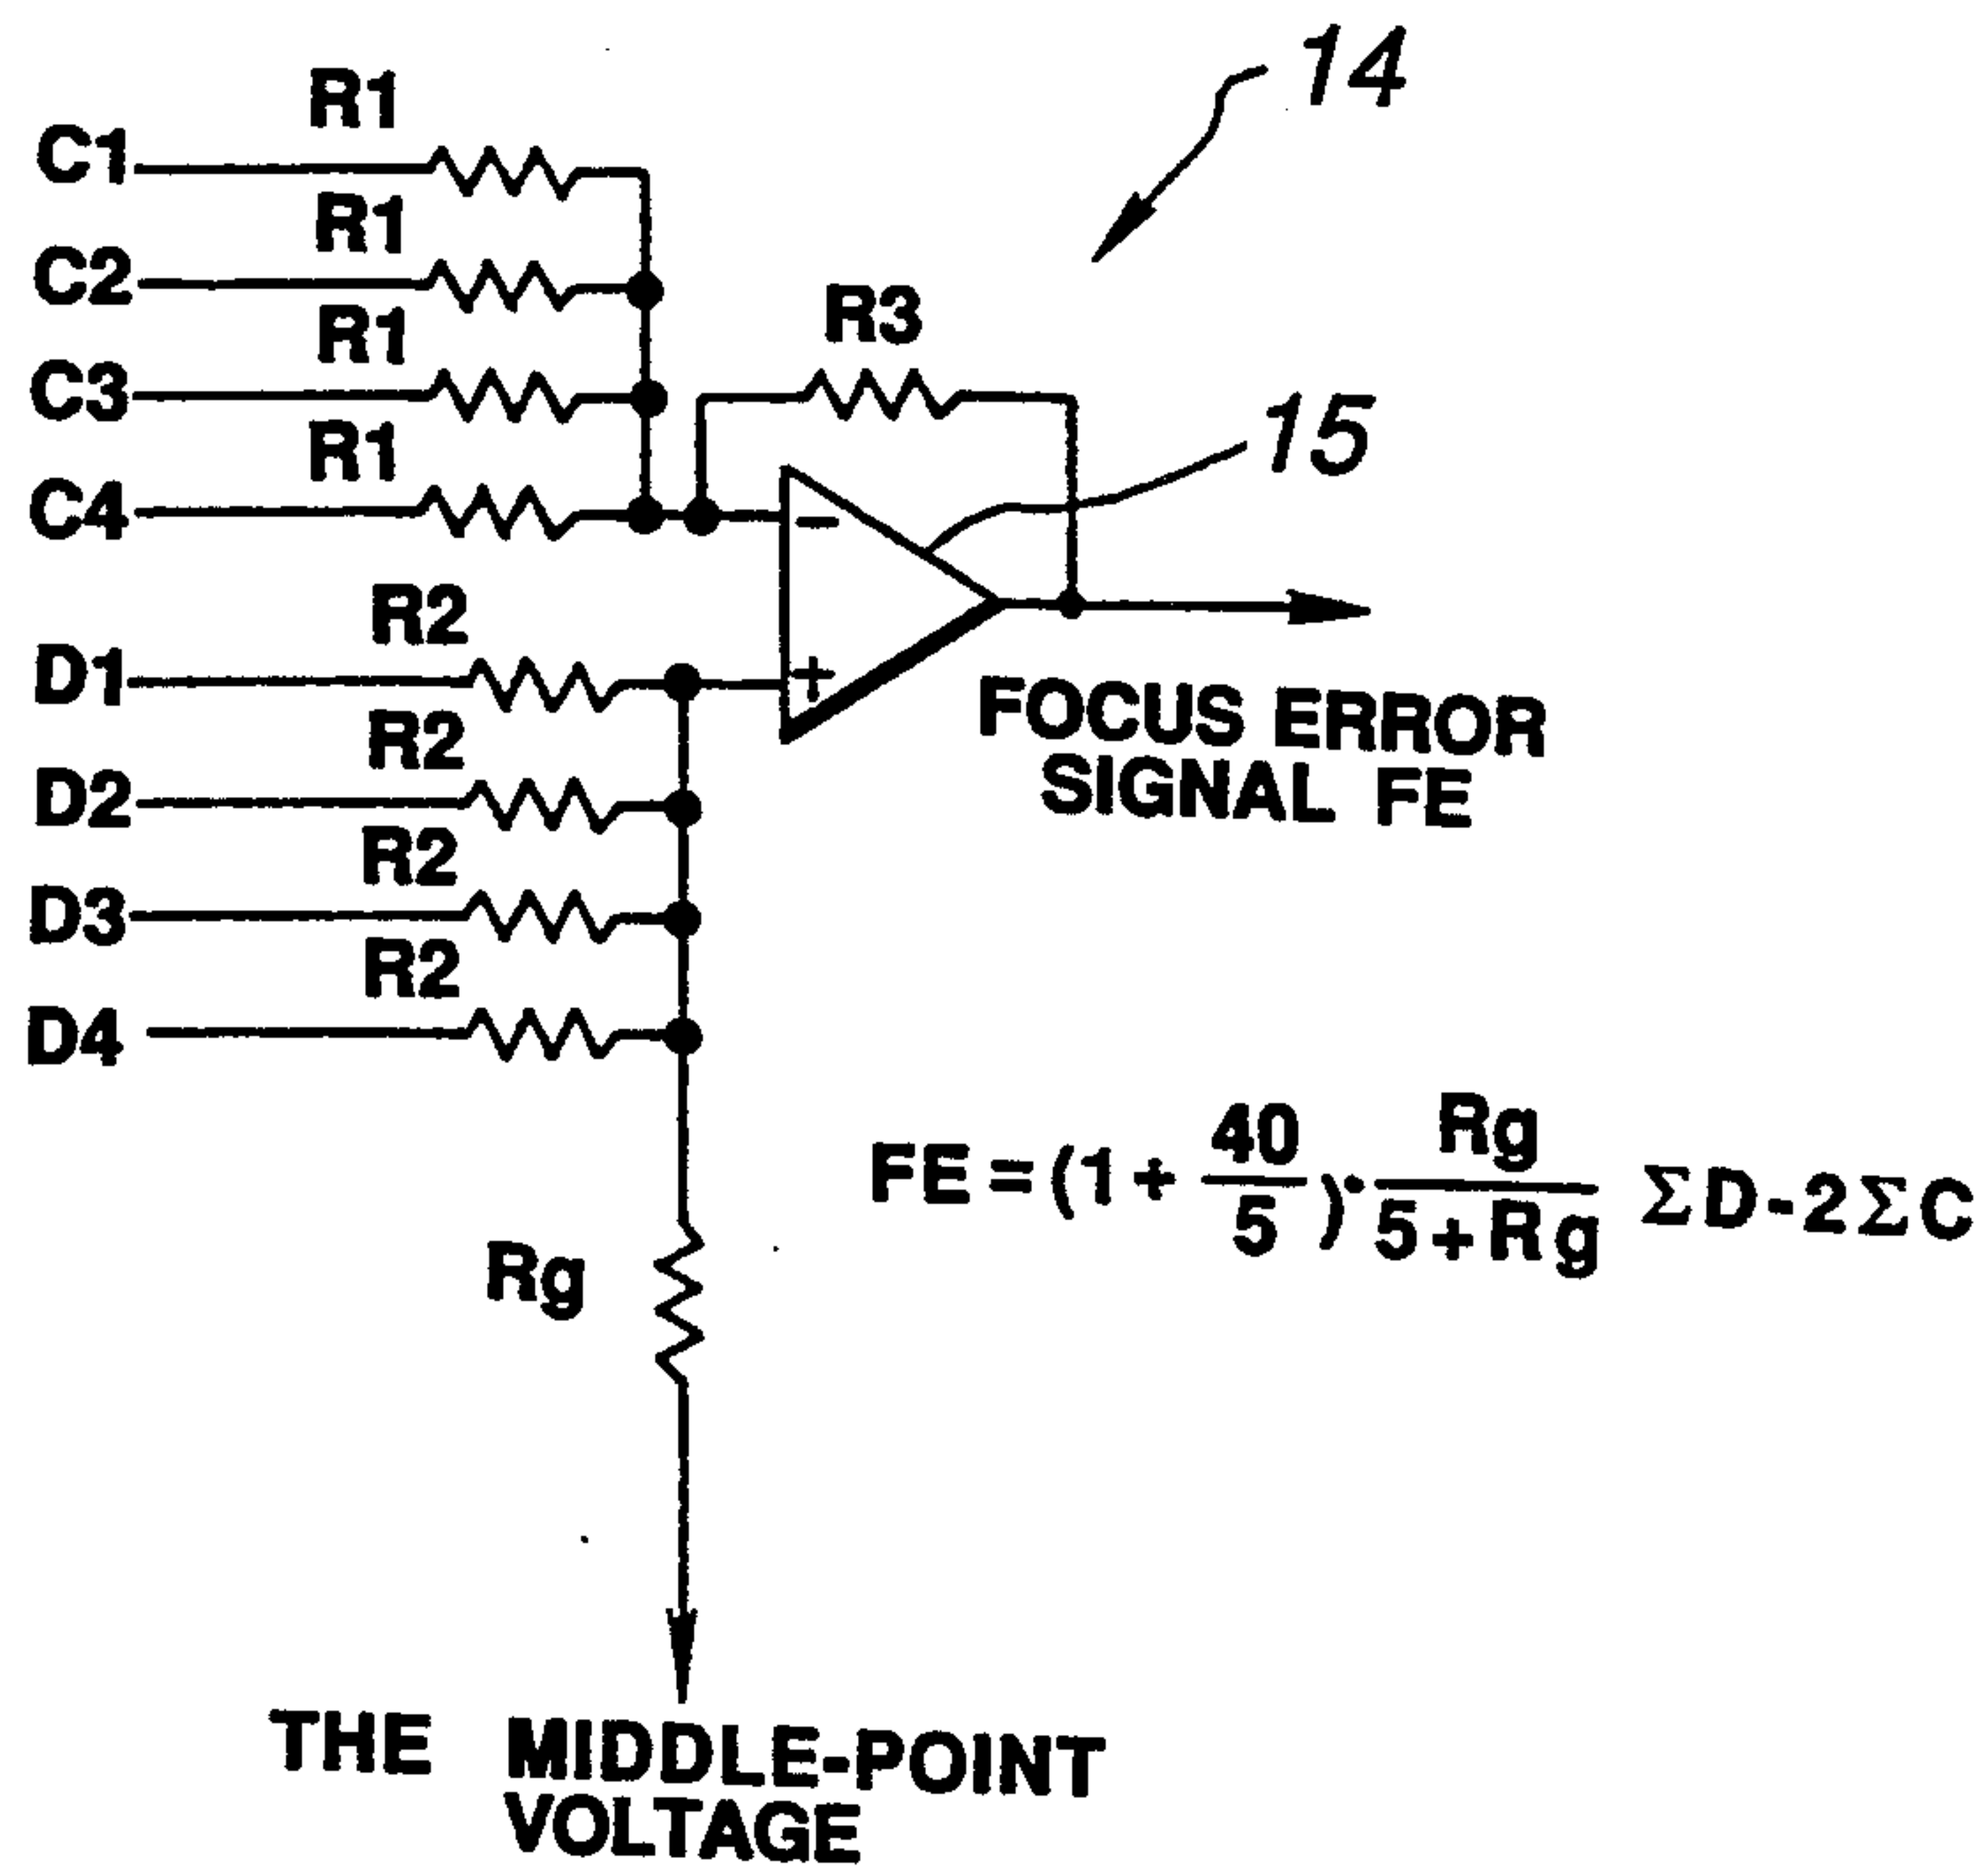 14
R1
C1
R1
C2
R1
C3
R1
C4
R3
15
-
+
R2
D1
R2
D2
R2
D3
R2
D4
FOCUS ERROR
SIGNAL FE
FE=(1+40/5)•Rg/5+Rg ΣD-2ΣC
Rg
THE MIDDLE-POINT
VOLTAGE